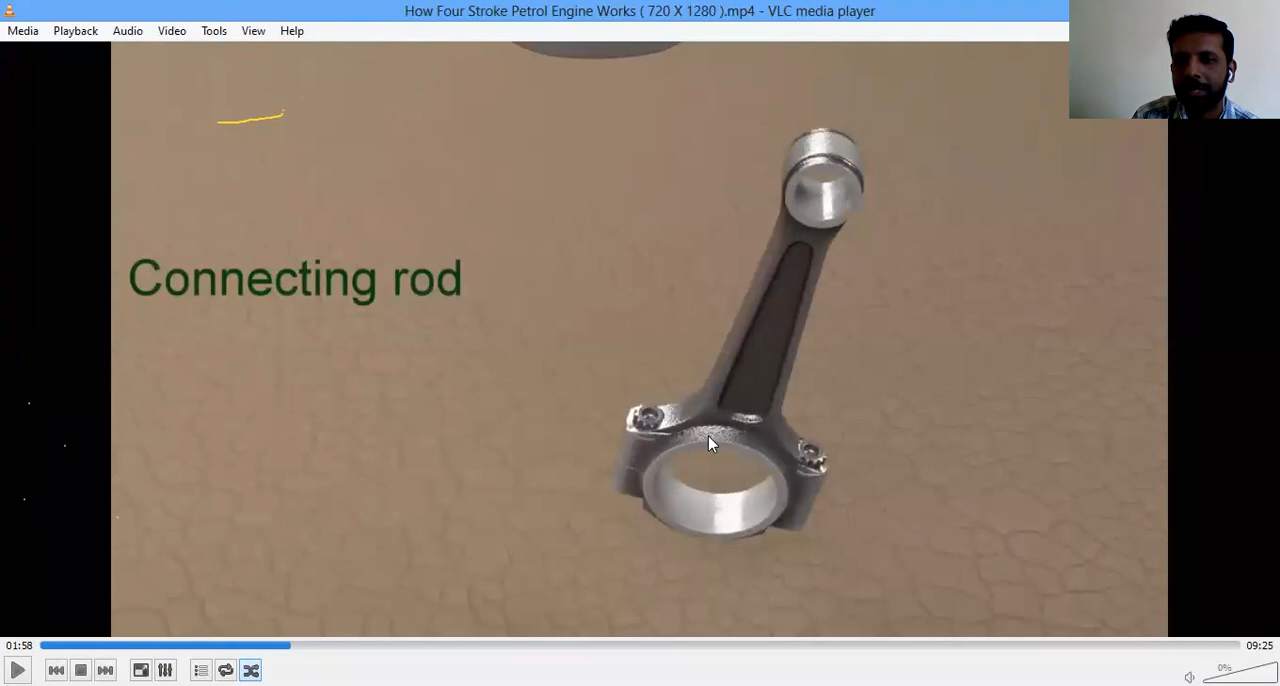 How Four Stroke Petrol Engine Works ( 720 X 1280 ).mp4 - VLC media player
Media Playback Audio Video Tools View Help
Connecting rod
01:58 09:25
0%